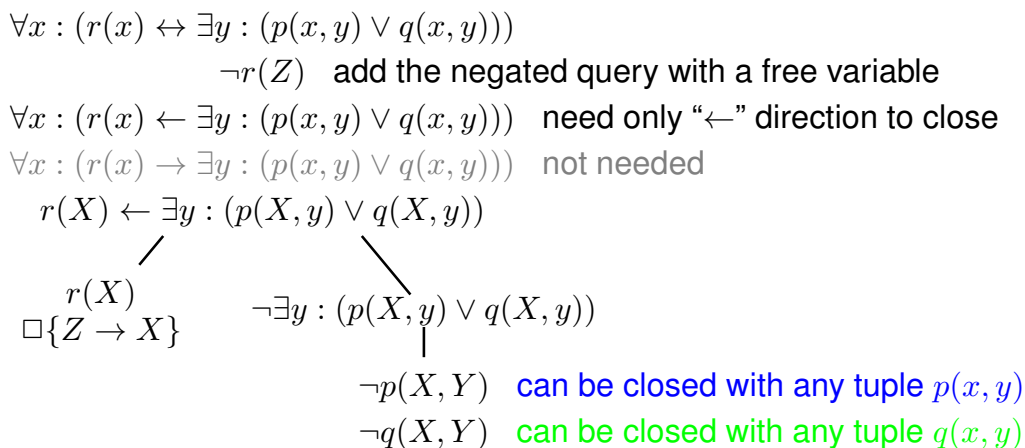 ∀x : (r(x) ↔ ∃y : (p(x, y) ∨ q(x, y)))
¬r(Z) add the negated query with a free variable
∀x : (r(x) ← ∃y : (p(x, y) ∨ q(x, y))) need only “←” direction to close
∀x : (r(x) → ∃y : (p(x, y) ∨ q(x, y))) not needed
r(X) ← ∃y : (p(X, y) ∨ q(X, y))
r(X)
□{Z → X}
¬∃y : (p(X, y) ∨ q(X, y))
¬p(X, Y) can be closed with any tuple p(x, y)
¬q(X, Y) can be closed with any tuple q(x, y)